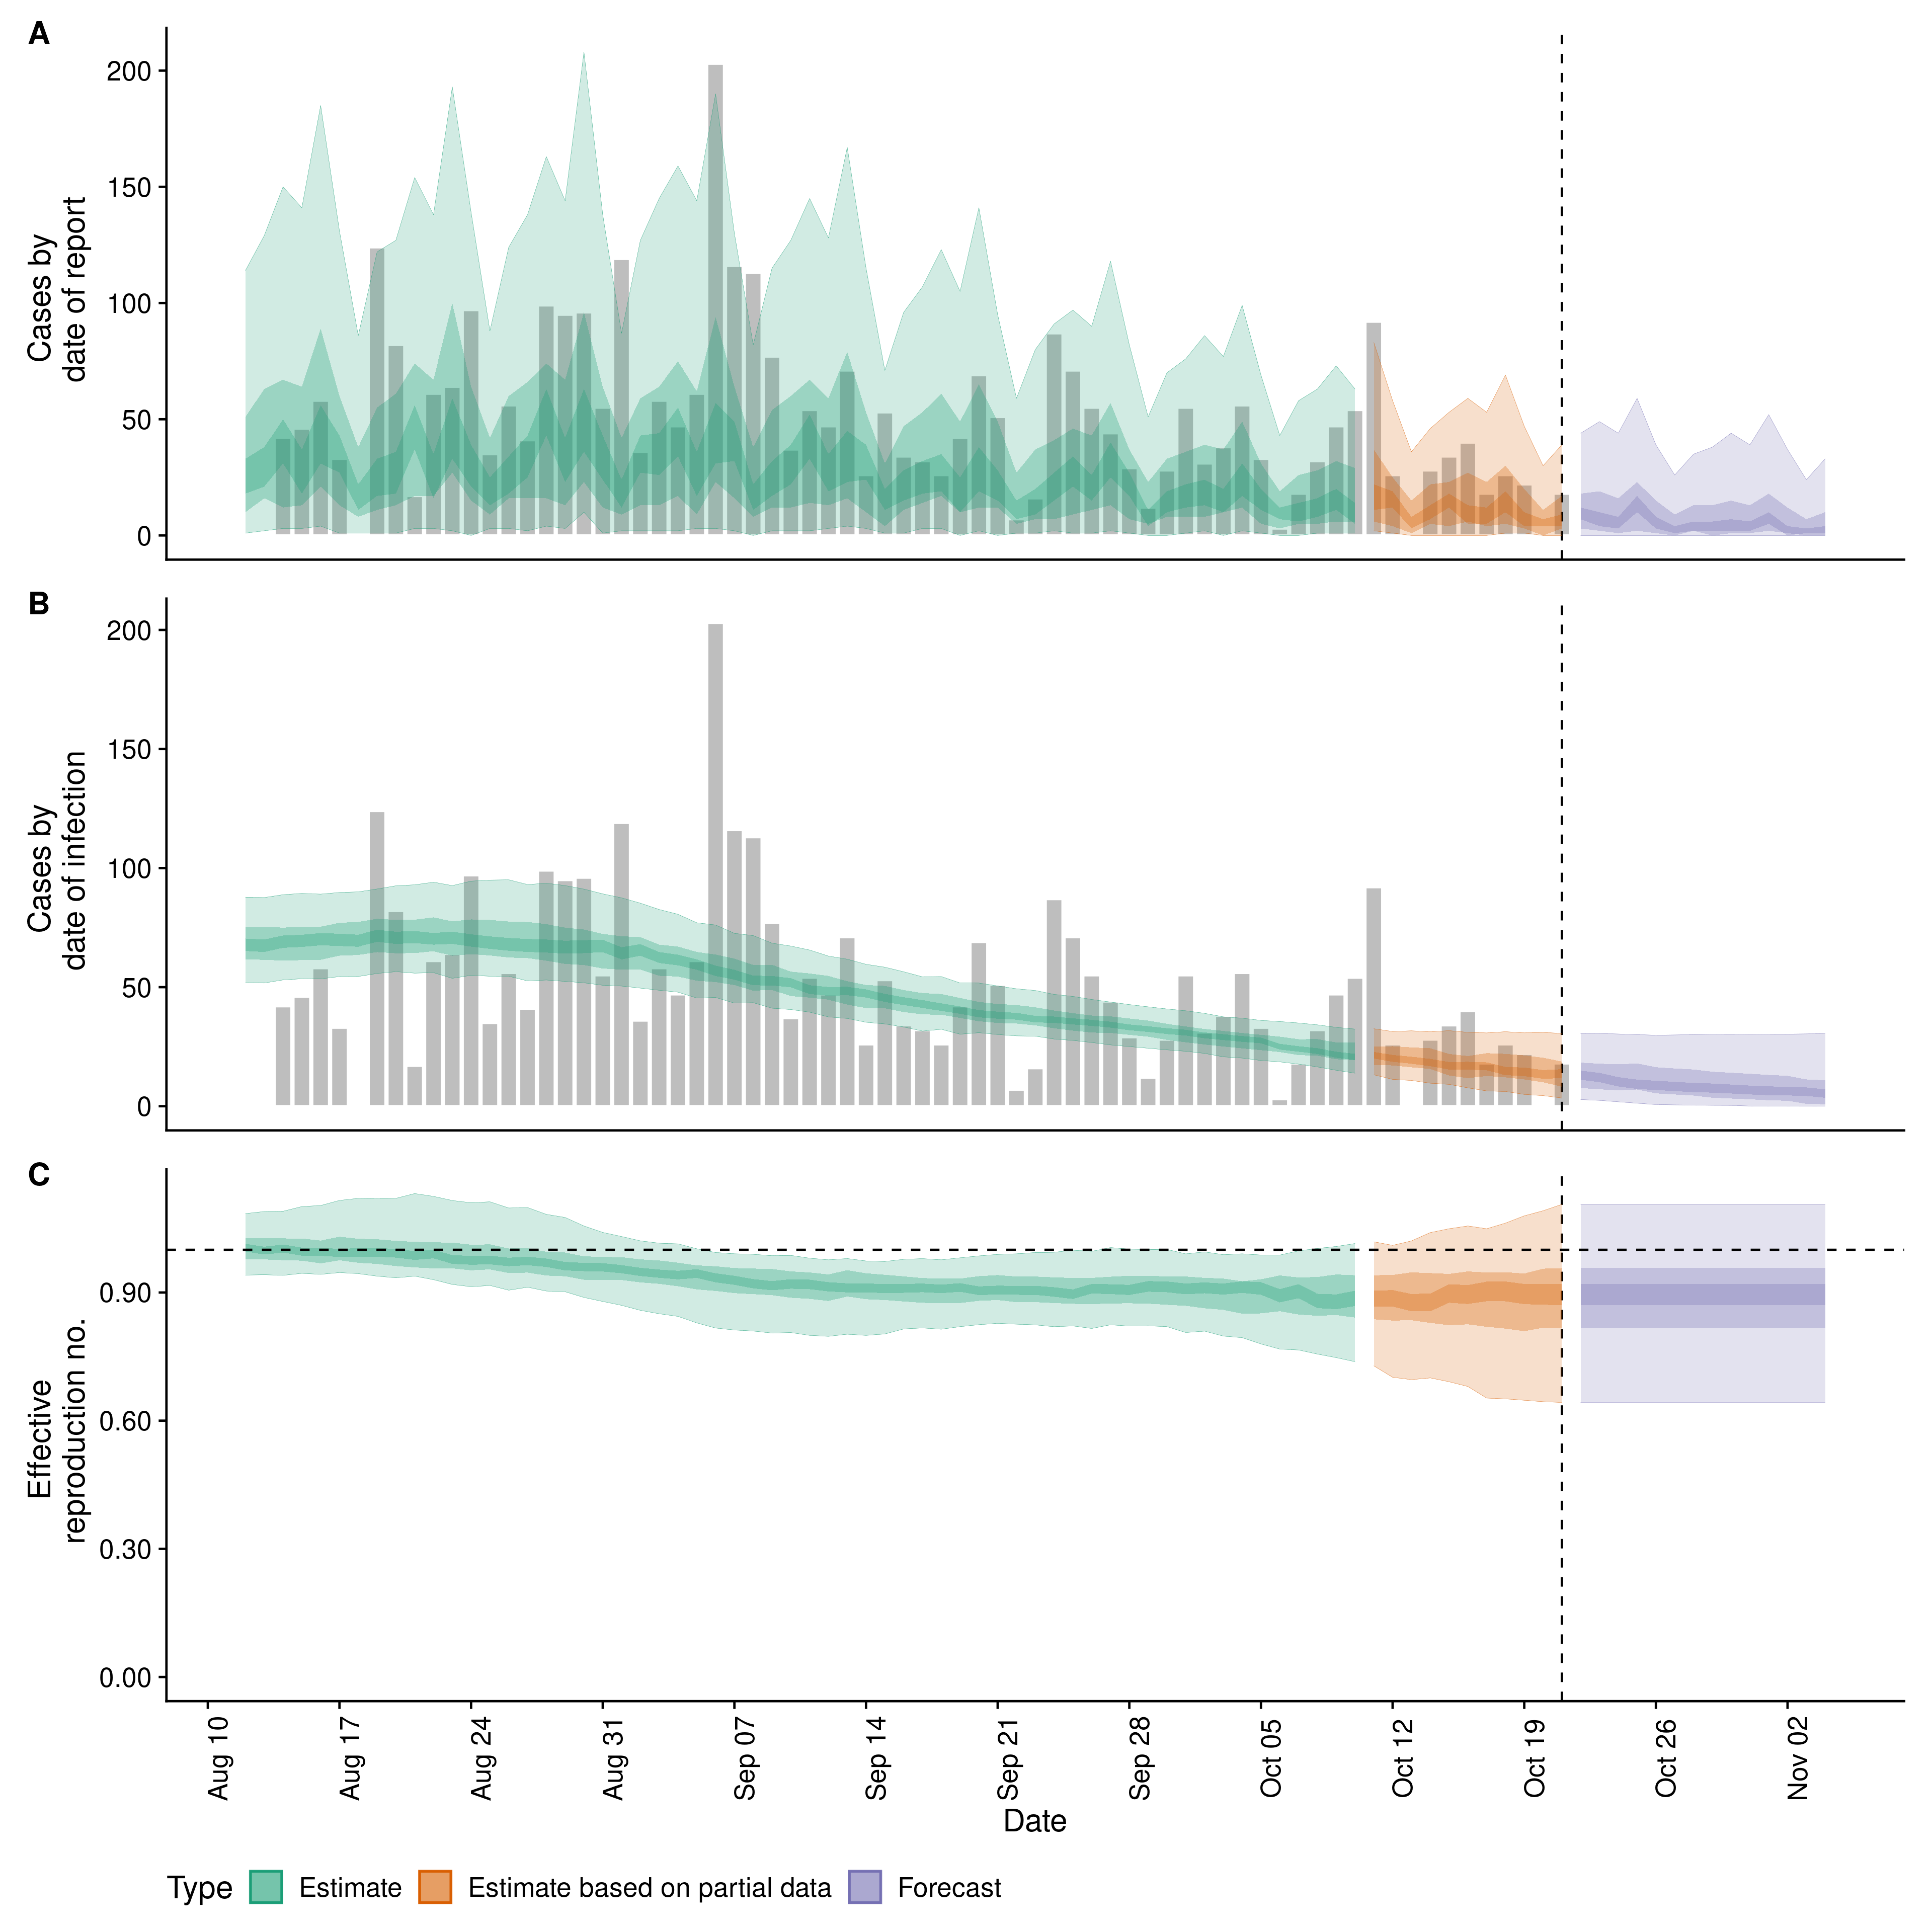 A
200
150
100
50
0
Cases by
date of report
B
200
150
100
50
0
Cases by
date of infection
C
0.90
0.60
0.30
0.00
Effective
reproduction no.
Aug 10
Aug 17
Aug 24
Aug 31
Sep 07
Sep 14
Sep 21
Sep 28
Oct 05
Oct 12
Oct 19
Oct 26
Nov 02
Date
Type Estimate Estimate based on partial data Forecast